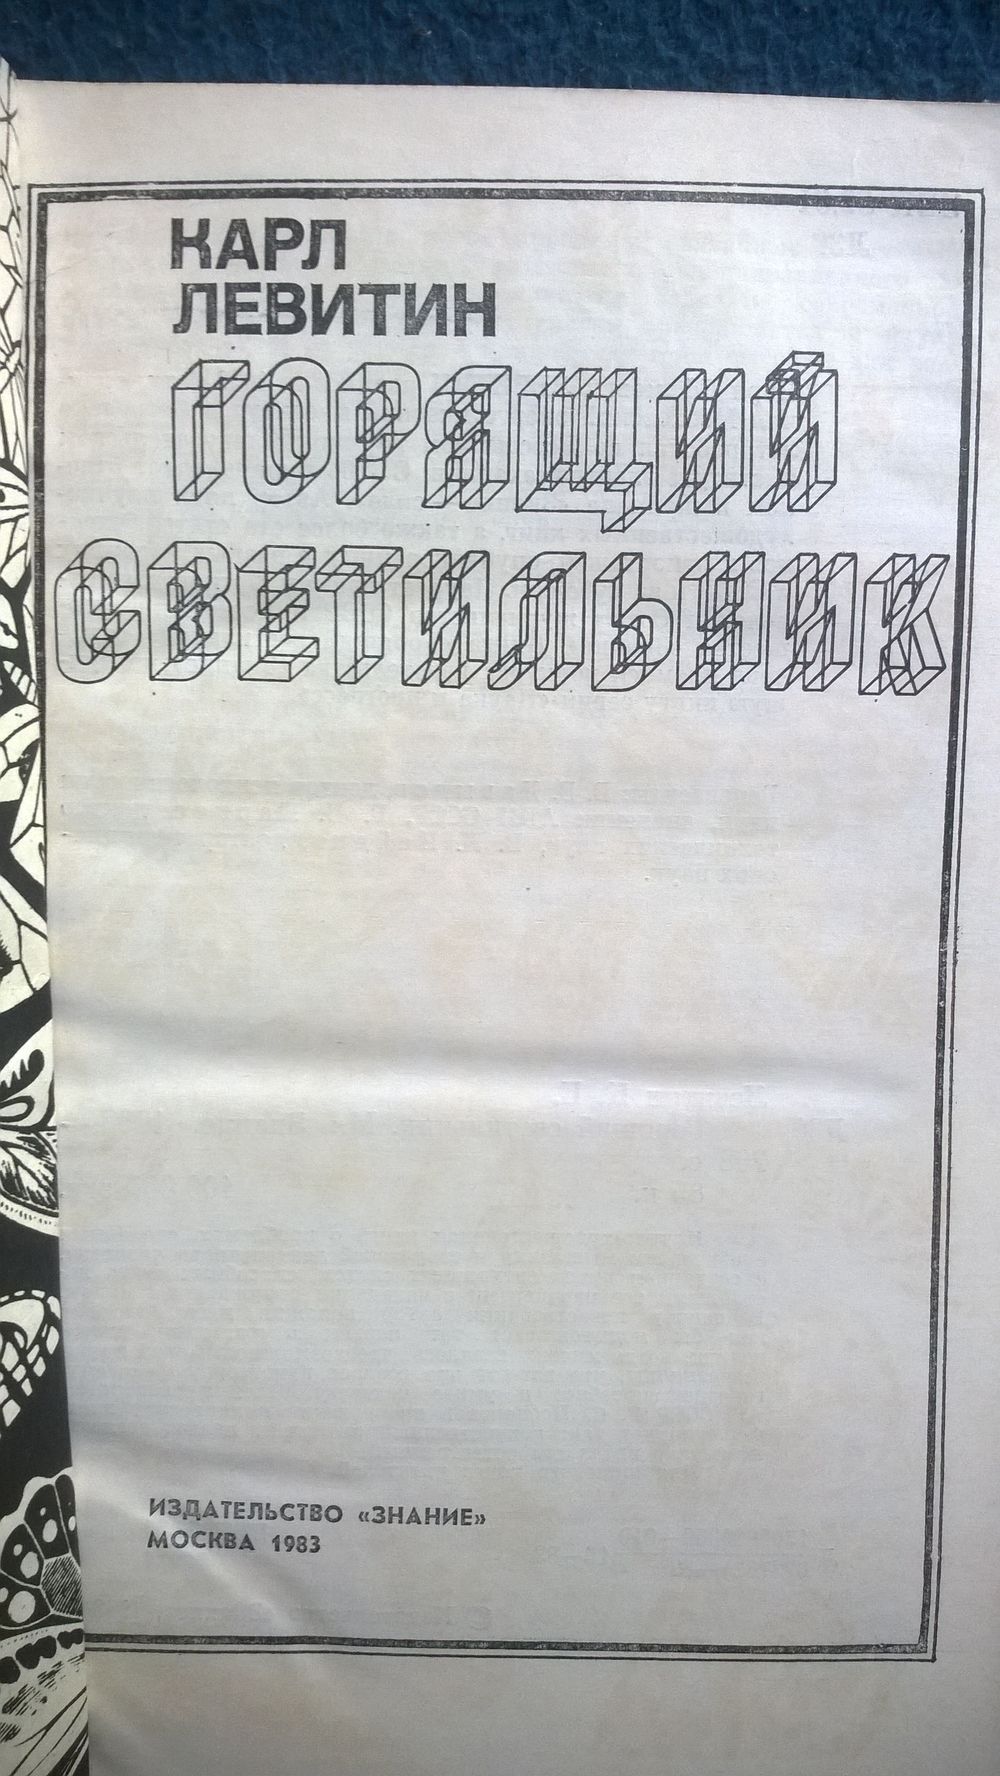 КАРЛ
ЛЕВИТИН
ГОРЯЩИЙ
СВЕТИЛЬНИК
ИЗДАТЕЛЬСТВО «ЗНАНИЕ»
МОСКВА 1983